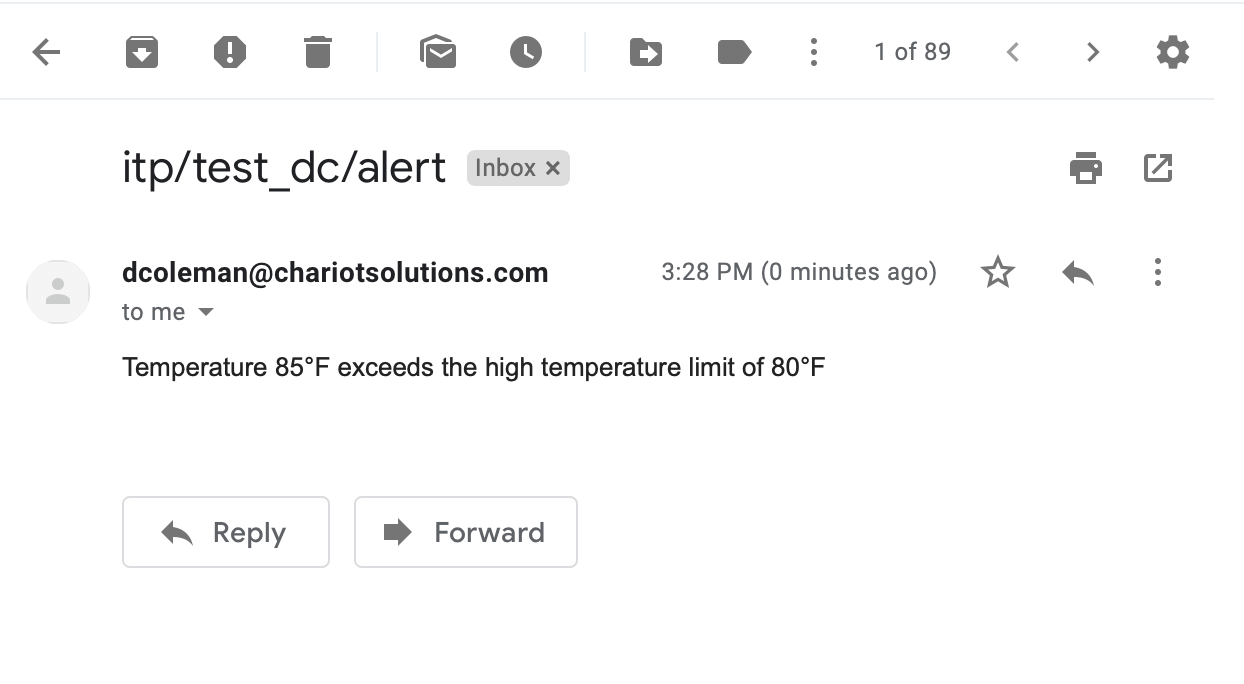 1 of 89
itp/test_dc/alert Inbox ×
dcoleman@chariotsolutions.com 3:28 PM (0 minutes ago)
to me
Temperature 85°F exceeds the high temperature limit of 80°F
Reply Forward